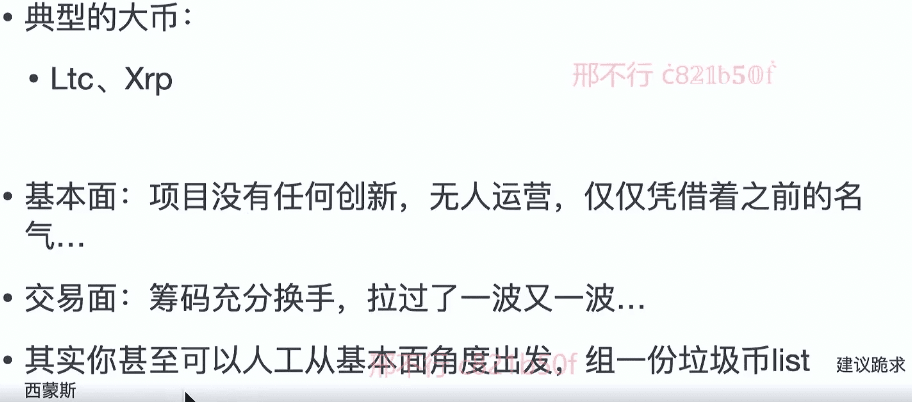 • 典型的大币：
• Ltc、Xrp
邢不行 c821b50f
• 基本面：项目没有任何创新，无人运营，仅仅凭借着之前的名
气…
• 交易面：筹码充分换手，拉过了一波又一波…
• 其实你甚至可以人工从基本面角度出发，组一份垃圾币list 建议跪求
西蒙斯
邢不行 c821b50f